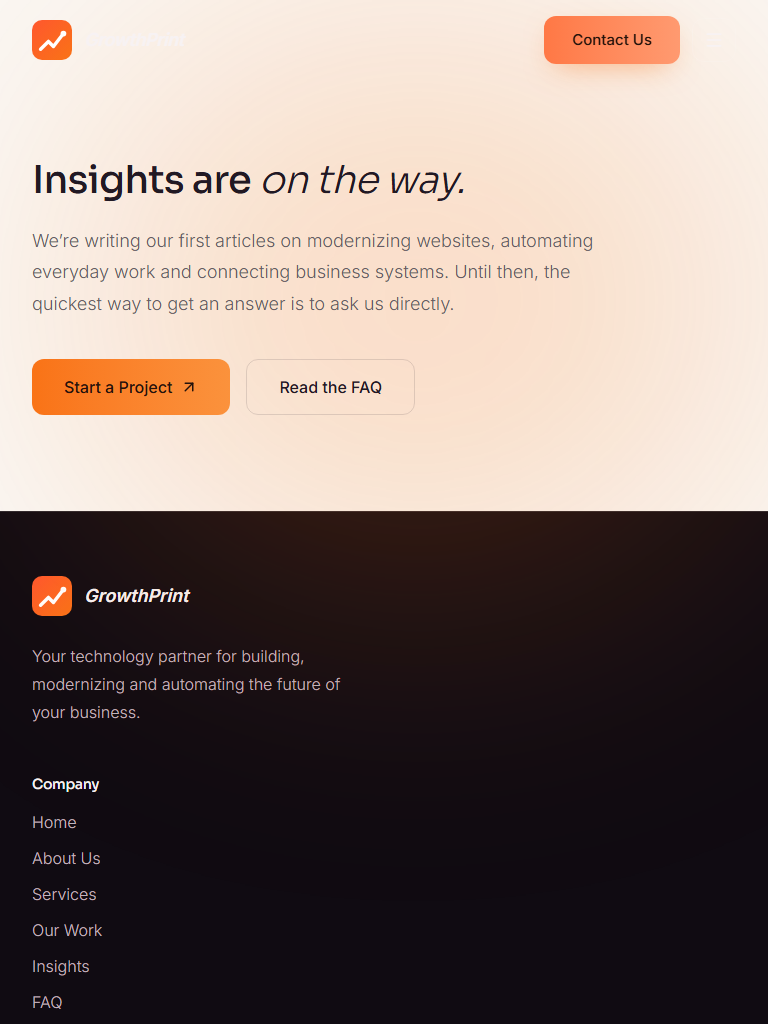 Contact Us
Insights are on the way.
We’re writing our first articles on modernizing websites, automating
everyday work and connecting business systems. Until then, the
quickest way to get an answer is to ask us directly.
Start a Project
Read the FAQ
GrowthPrint
Your technology partner for building,
modernizing and automating the future of
your business.
Company
Home
About Us
Services
Our Work
Insights
FAQ